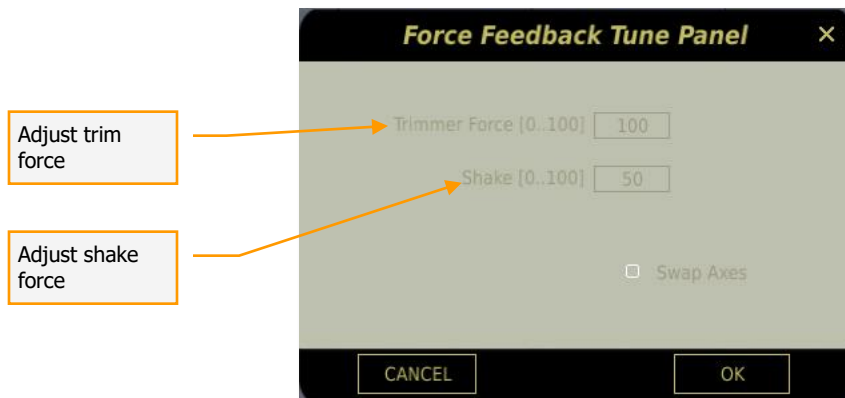 Force Feedback Tune Panel ×
Adjust trim
force
Trimmer Force [0..100] 100
Shake [0..100] 50
Adjust shake
force
Swap Axes
CANCEL OK